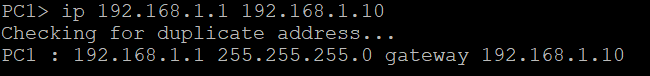 PC1> ip 192.168.1.1 192.168.1.10
Checking for duplicate address...
PC1 : 192.168.1.1 255.255.255.0 gateway 192.168.1.10